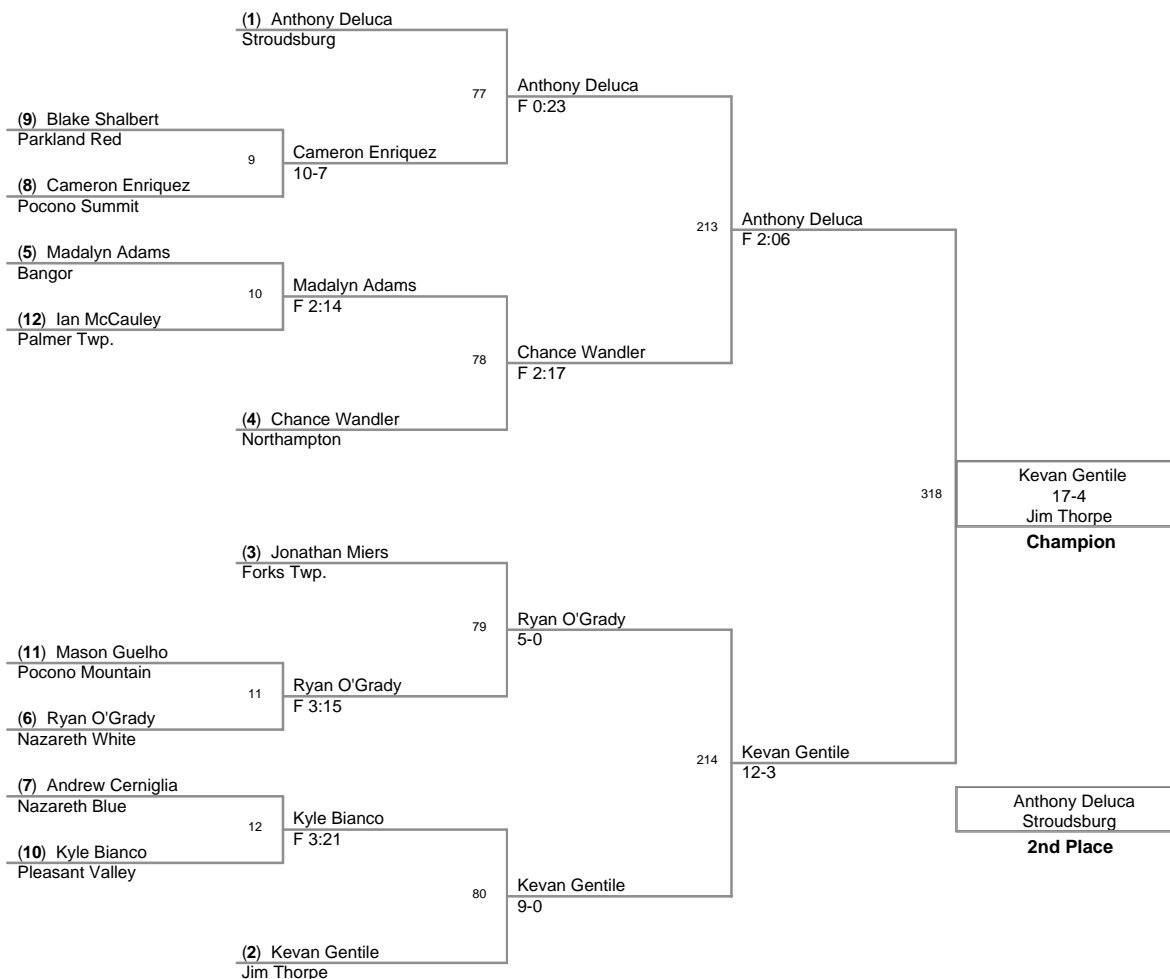 (1) Anthony Deluca
Stroudsburg
77
Anthony Deluca
F 0:23
(9) Blake Shalbert
Parkland Red
9
Cameron Enriquez
10-7
(8) Cameron Enriquez
Pocono Summit
213
Anthony Deluca
F 2:06
(5) Madalyn Adams
Bangor
10
Madalyn Adams
F 2:14
(12) Ian McCauley
Palmer Twp.
78
Chance Wandler
F 2:17
(4) Chance Wandler
Northampton
318
Kevan Gentile
17-4
Jim Thorpe
Champion
(3) Jonathan Miers
Forks Twp.
79
Ryan O'Grady
5-0
(11) Mason Guelho
Pocono Mountain
11
Ryan O'Grady
F 3:15
(6) Ryan O'Grady
Nazareth White
214
Kevan Gentile
12-3
(7) Andrew Cerniglia
Nazareth Blue
12
Kyle Bianco
F 3:21
(10) Kyle Bianco
Pleasant Valley
Anthony Deluca
Stroudsburg
2nd Place
80
Kevan Gentile
9-0
(2) Kevan Gentile
Jim Thorpe